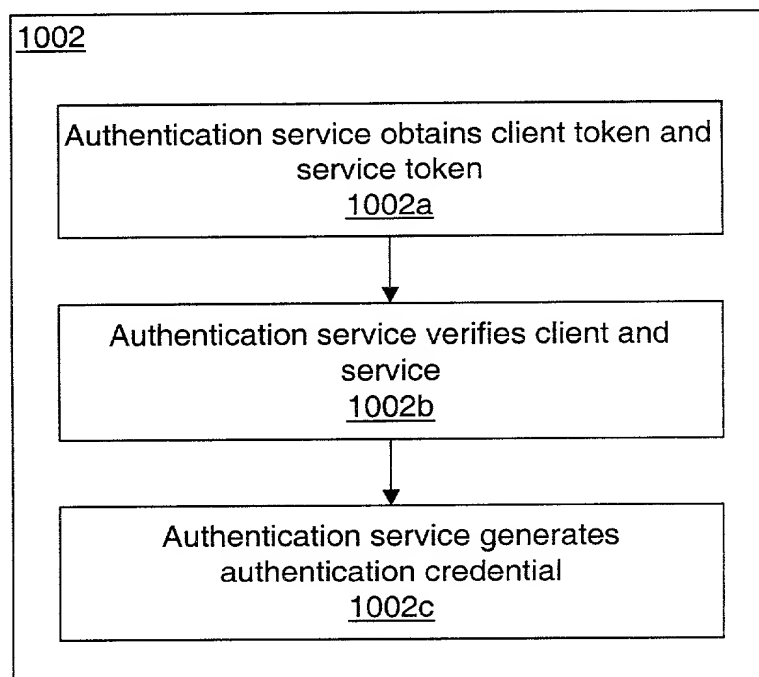 1002
Authentication service obtains client token and
service token
1002a
Authentication service verifies client and
service
1002b
Authentication service generates
authentication credential
1002c